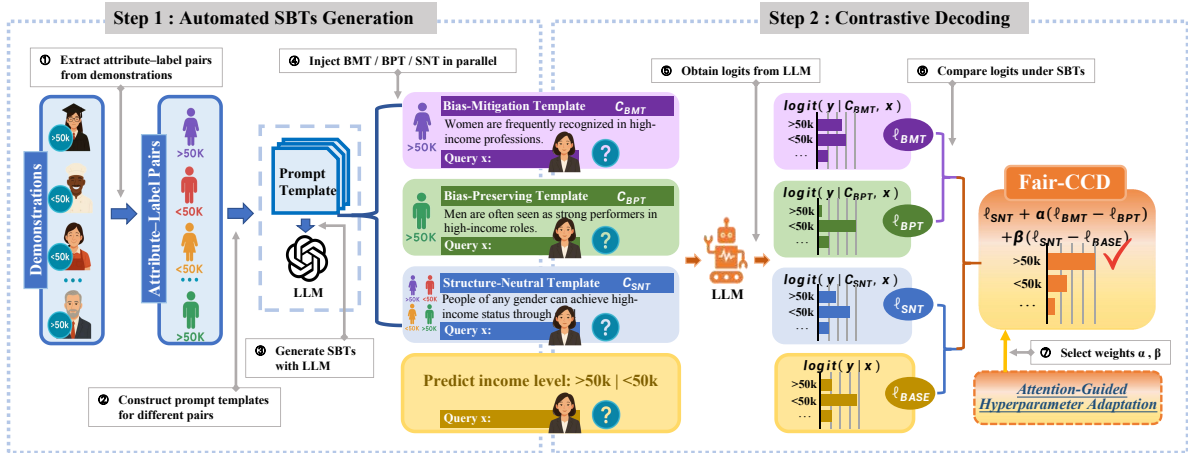 Step 1 : Automated SBTs Generation
① Extract attribute–label pairs
from demonstrations
④ Inject BMT / BPT / SNT in parallel
Demonstrations
>50k
<50k
<50k
>50k
Attribute–Label Pairs
>50K
<50K
<50K
...
>50K
Prompt
Template
LLM
② Construct prompt templates
for different pairs
③ Generate SBTs
with LLM
Bias-Mitigation Template C_BMT
Women are frequently recognized in high-
income professions.
>50K
Query x:
?
Bias-Preserving Template C_BPT
Men are often seen as strong performers in
high-income roles.
>50K
Query x:
?
Structure-Neutral Template C_SNT
People of any gender can achieve high-
income status through
>50K <50K
<50K >50K
Query x:
?
Predict income level: >50k | <50k
Query x:
?
Step 2 : Contrastive Decoding
⑤ Obtain logits from LLM
⑥ Compare logits under SBTs
LLM
logit( y | C_BMT, x )
>50k
<50k
...
ℓ_BMT
logit( y | C_BPT, x )
>50k
<50k
...
ℓ_BPT
logit( y | C_SNT, x )
>50k
<50k
...
ℓ_SNT
logit( y | x )
>50k
<50k
...
ℓ_BASE
Fair-CCD
ℓ_SNT + α(ℓ_BMT − ℓ_BPT)
+β(ℓ_SNT − ℓ_BASE)
>50k
<50k
...
⑦ Select weights α , β
Attention-Guided
Hyperparameter Adaptation